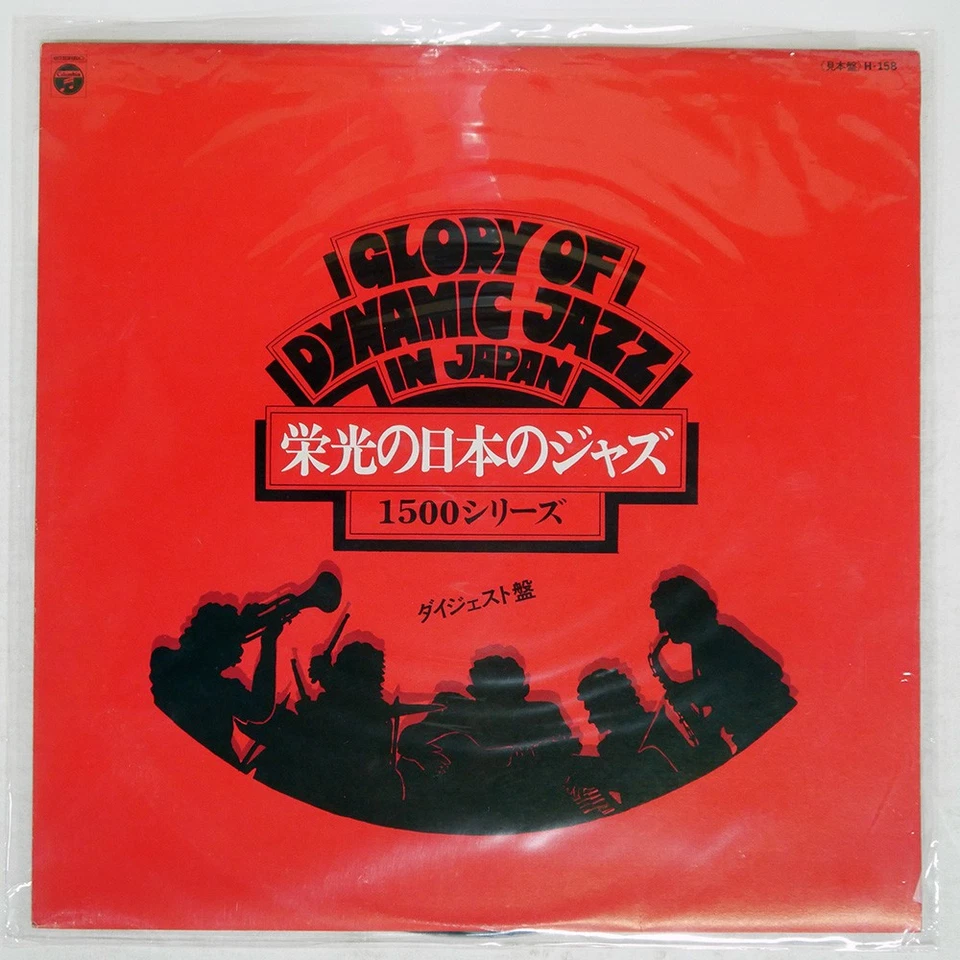 Columbia
《見本盤》H-158
GLORY OF
DYNAMIC JAZZ
IN JAPAN
栄光の日本のジャズ
1500シリーズ
ダイジェスト盤